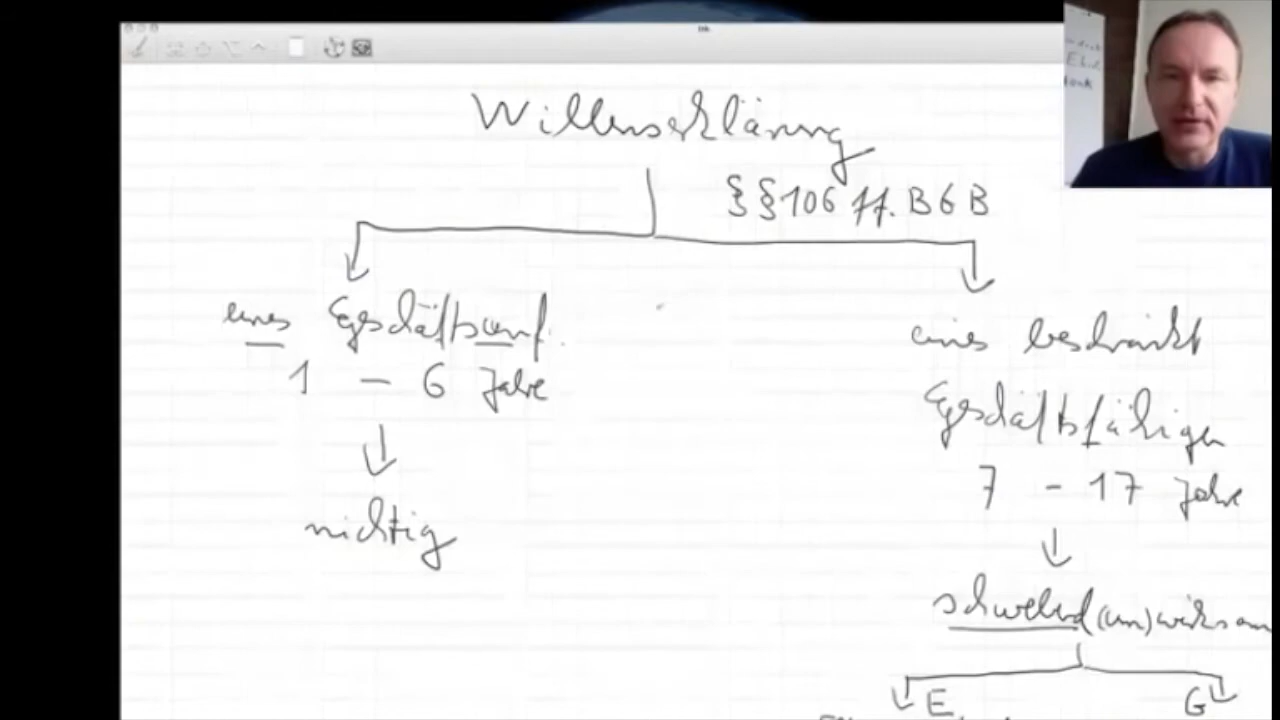 Willenserklärung
§§106 ff. BGB
eines Geschäftsunf.
1 – 6 Jahre
nichtig
eines beschränkt
Geschäftsfähigen
7 – 17 Jahre
schwebend (un)wirksam
E
G